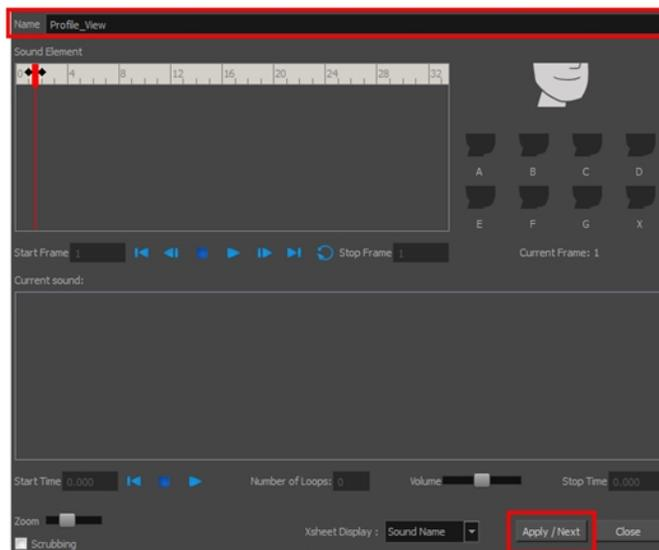 Name Profile_View
Sound Element
0 4 8 12 16 20 24 28 32
A B C D
E F G X
Start Frame 1 Stop Frame 1 Current Frame: 1
Current sound:
Start Time 0.000 Number of Loops: 0 Volume Stop Time 0.000
Zoom
Xsheet Display : Sound Name Apply / Next Close
Scrubbing